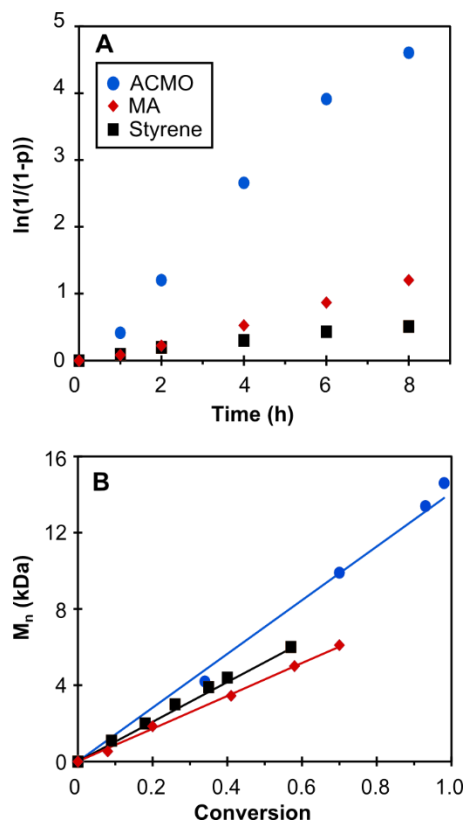 A
5
4
3
2
1
0
ln(1/(1-p))
ACMO
MA
Styrene
0 2 4 6 8
Time (h)
B
16
12
8
4
0
Mn (kDa)
0 0.2 0.4 0.6 0.8 1.0
Conversion